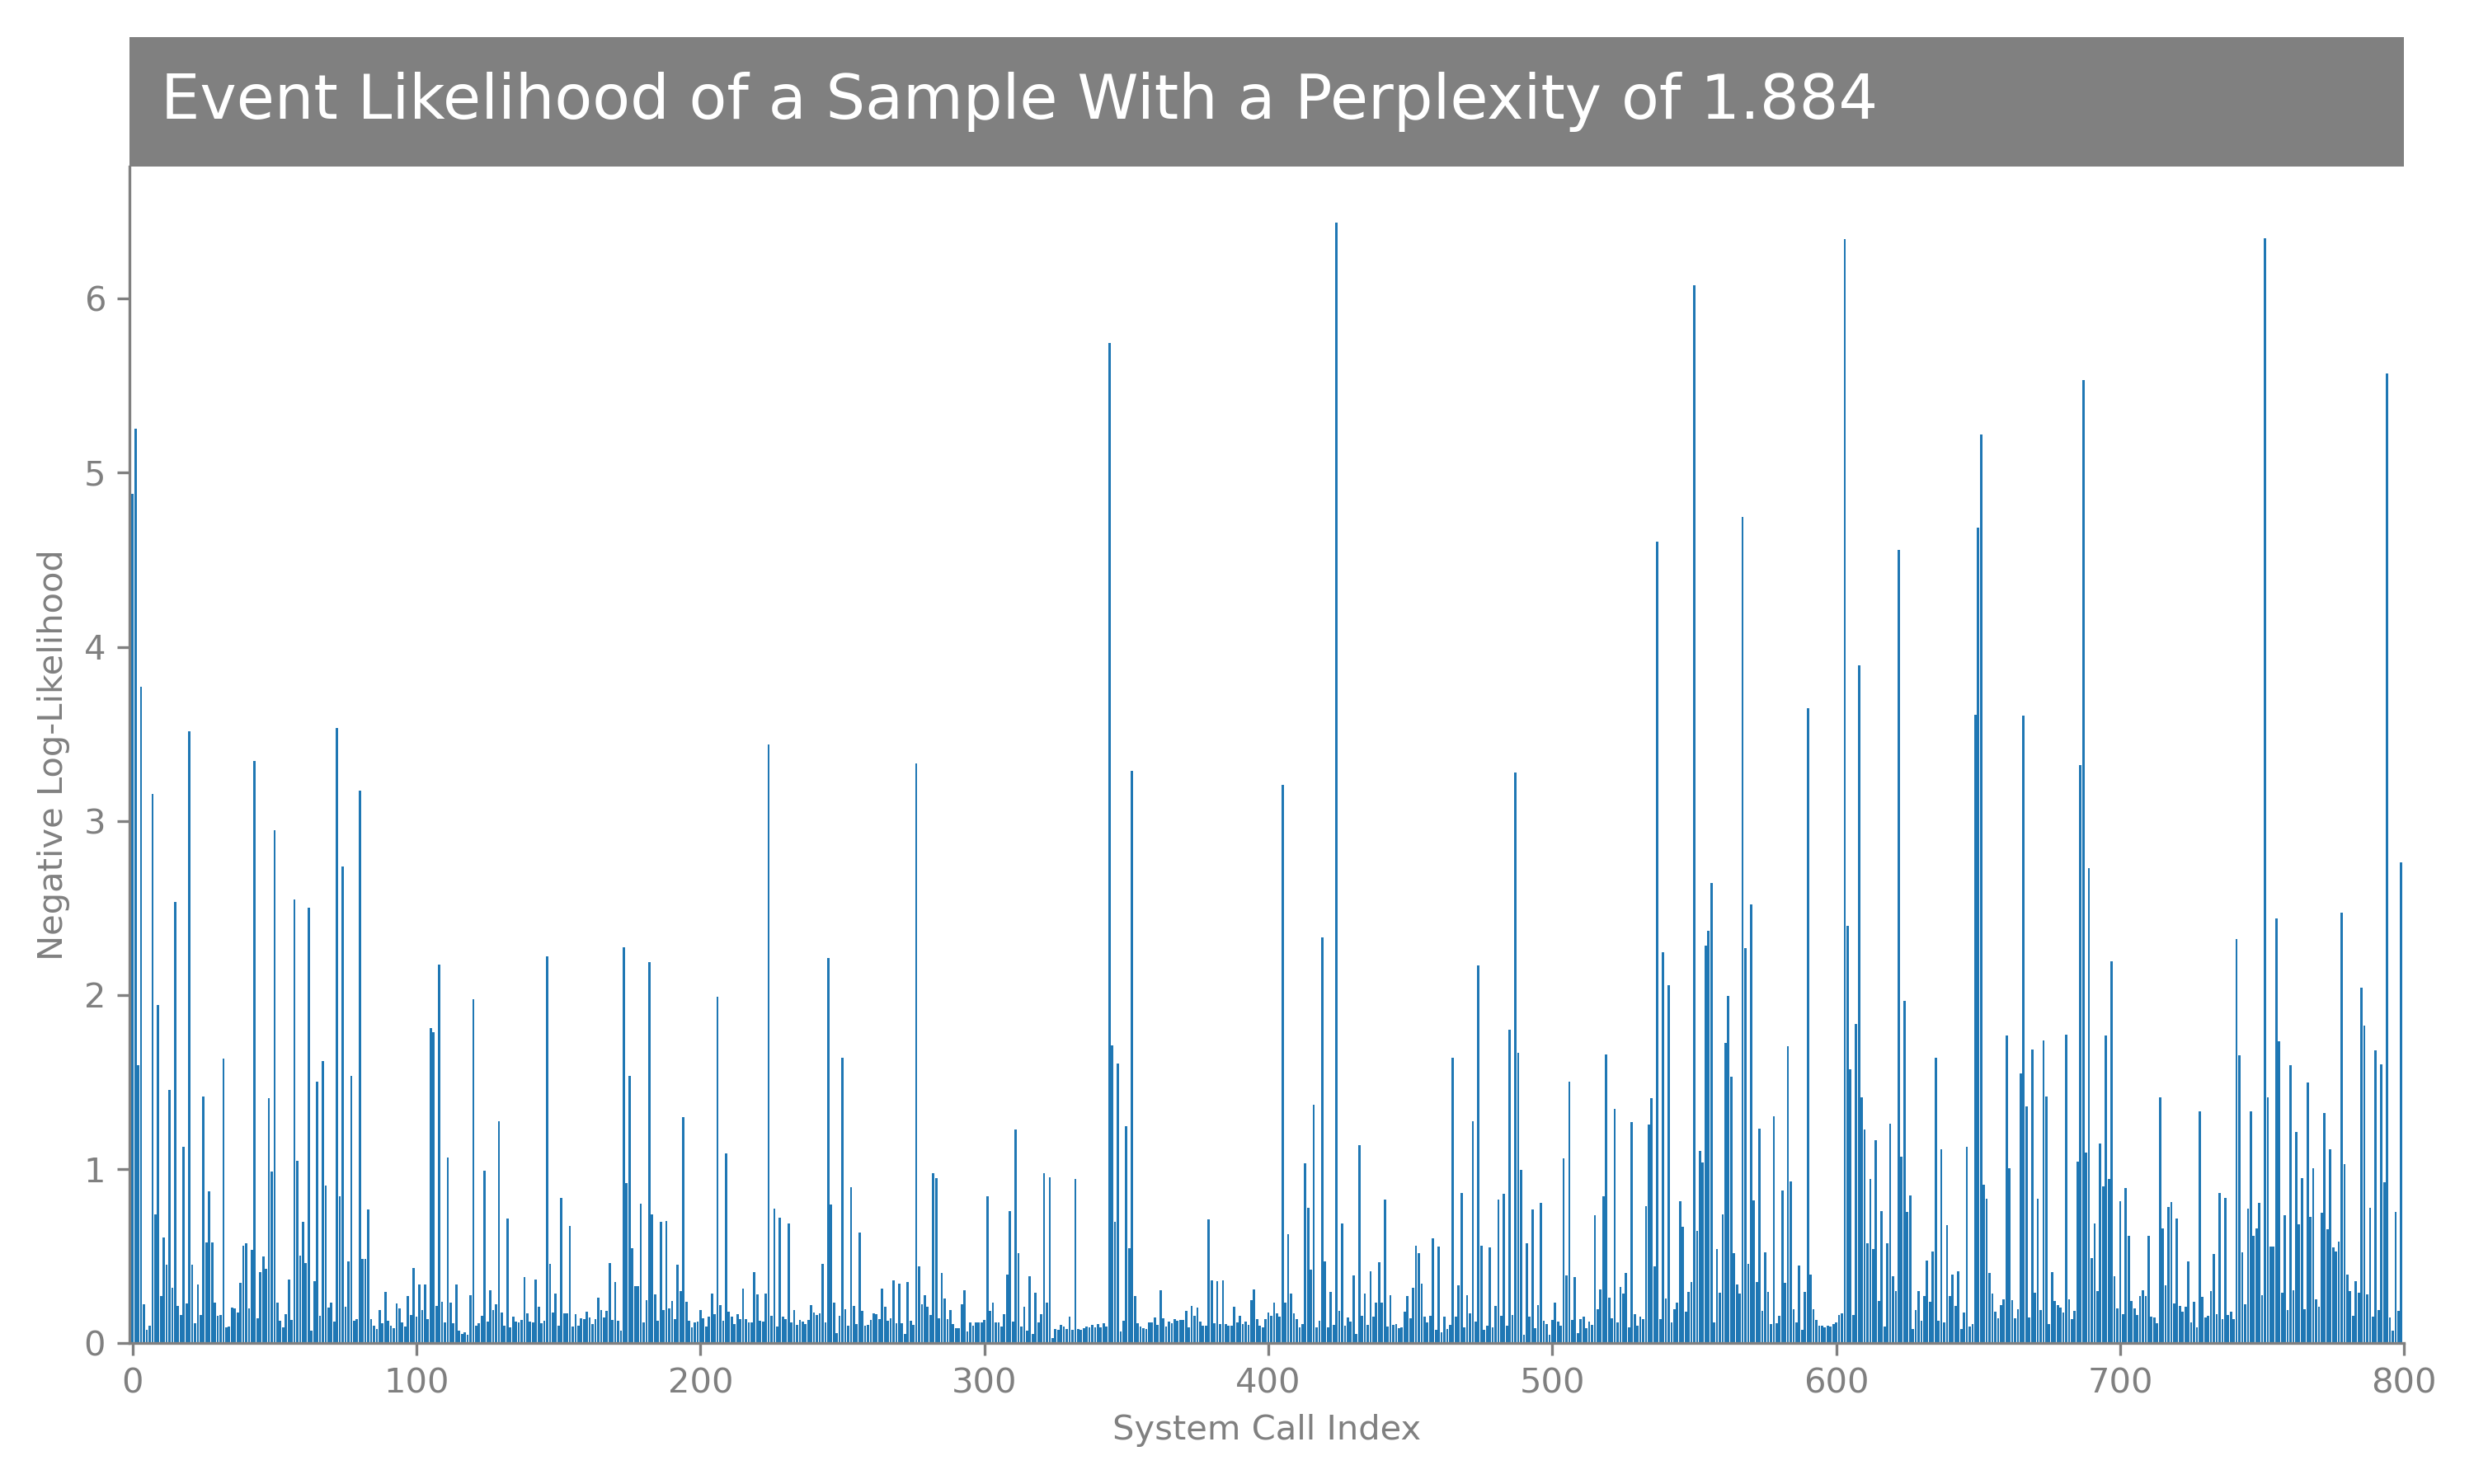 Event Likelihood of a Sample With a Perplexity of 1.884
6
5
4
3
2
1
0
Negative Log-Likelihood
0 100 200 300 400 500 600 700 800
System Call Index